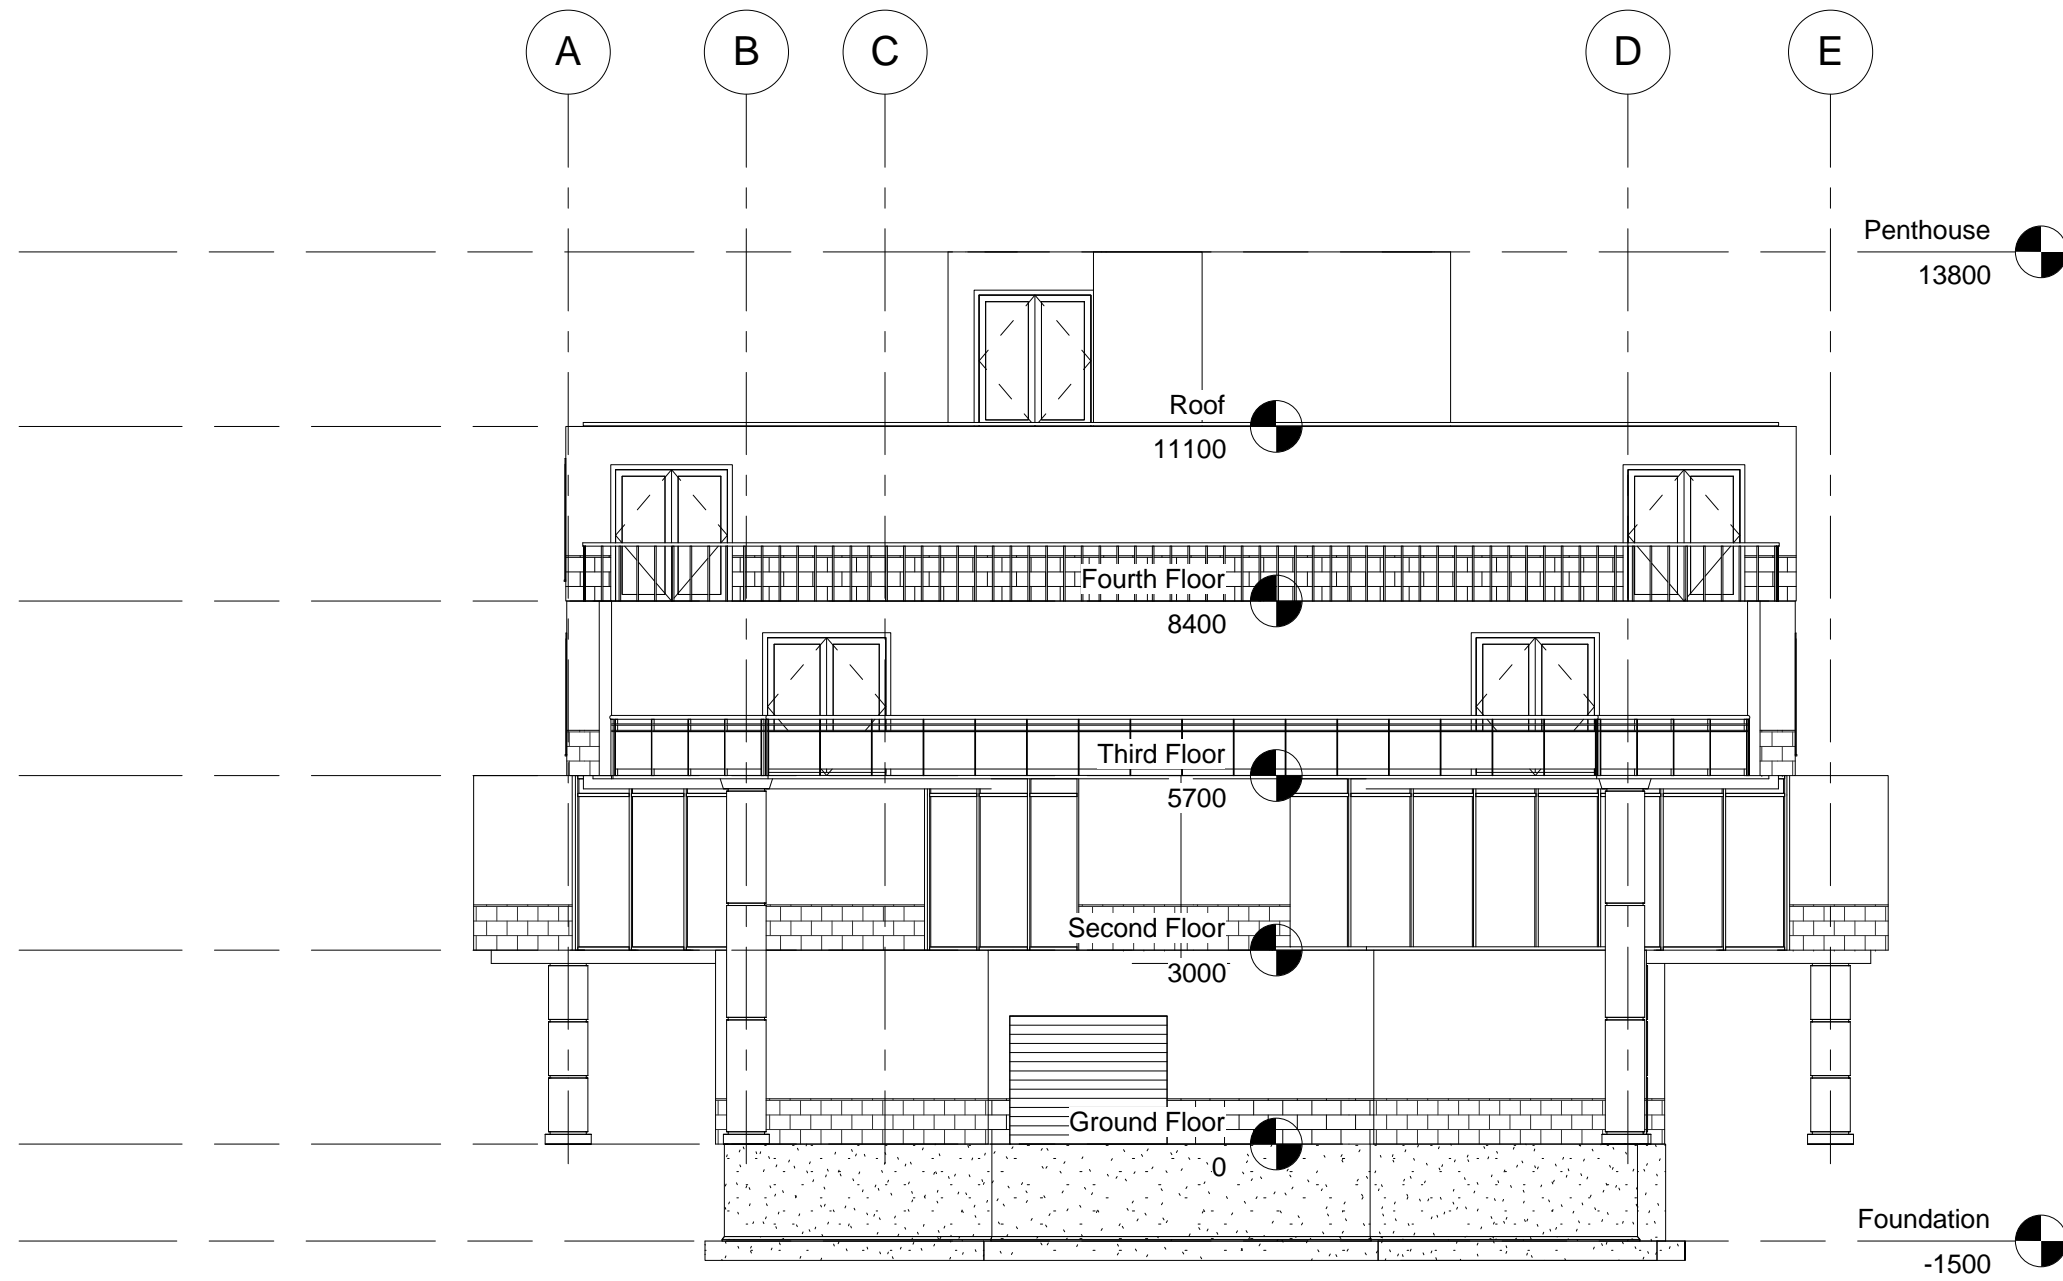 A B C D E
Penthouse
13800
Roof
11100
Fourth Floor
8400
Third Floor
5700
Second Floor
3000
Ground Floor
0
Foundation
-1500